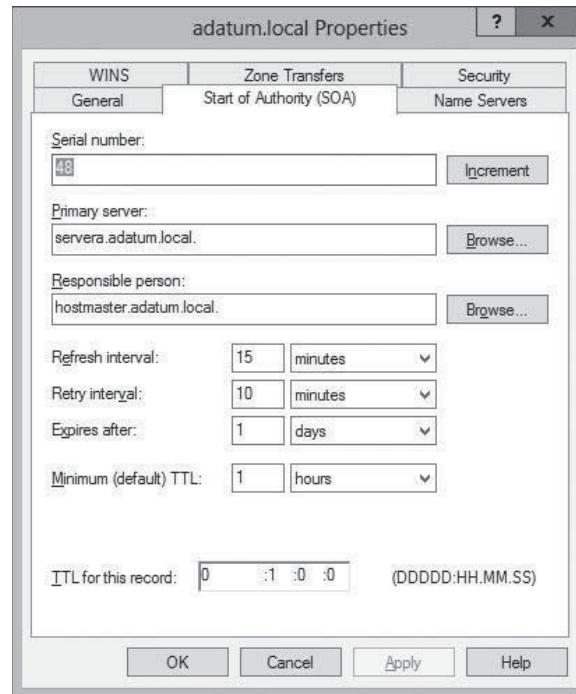 adatum.local Properties
? x
WINS Zone Transfers Security
General Start of Authority (SOA) Name Servers
Serial number:
48 Increment
Primary server:
servera.adatum.local. Browse...
Responsible person:
hostmaster.adatum.local. Browse...
Refresh interval: 15 minutes
Retry interval: 10 minutes
Expires after: 1 days
Minimum (default) TTL: 1 hours
TTL for this record: 0 :1 :0 :0 (DDDDD:HH.MM.SS)
OK Cancel Apply Help